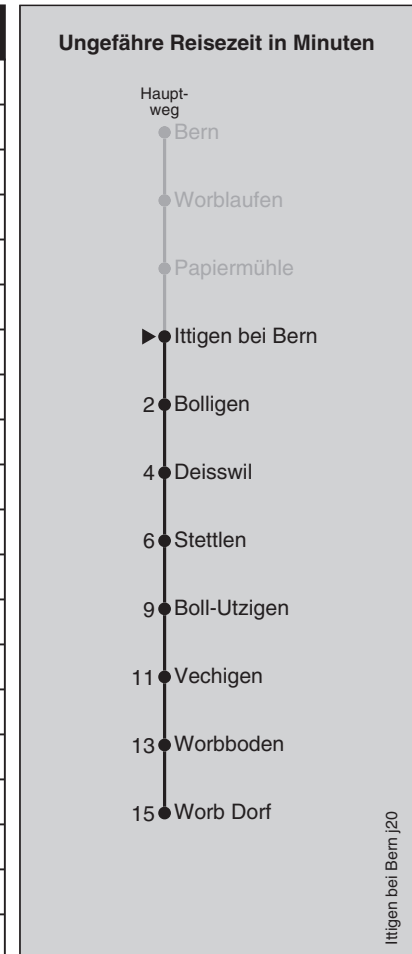 Ungefähre Reisezeit in Minuten
Haupt-
weg
Bern
Worblaufen
Papiermühle
Ittigen bei Bern
2 Bolligen
4 Deisswil
6 Stettlen
9 Boll-Utzigen
11 Vechigen
13 Worbboden
15 Worb Dorf
Ittigen bei Bern j20